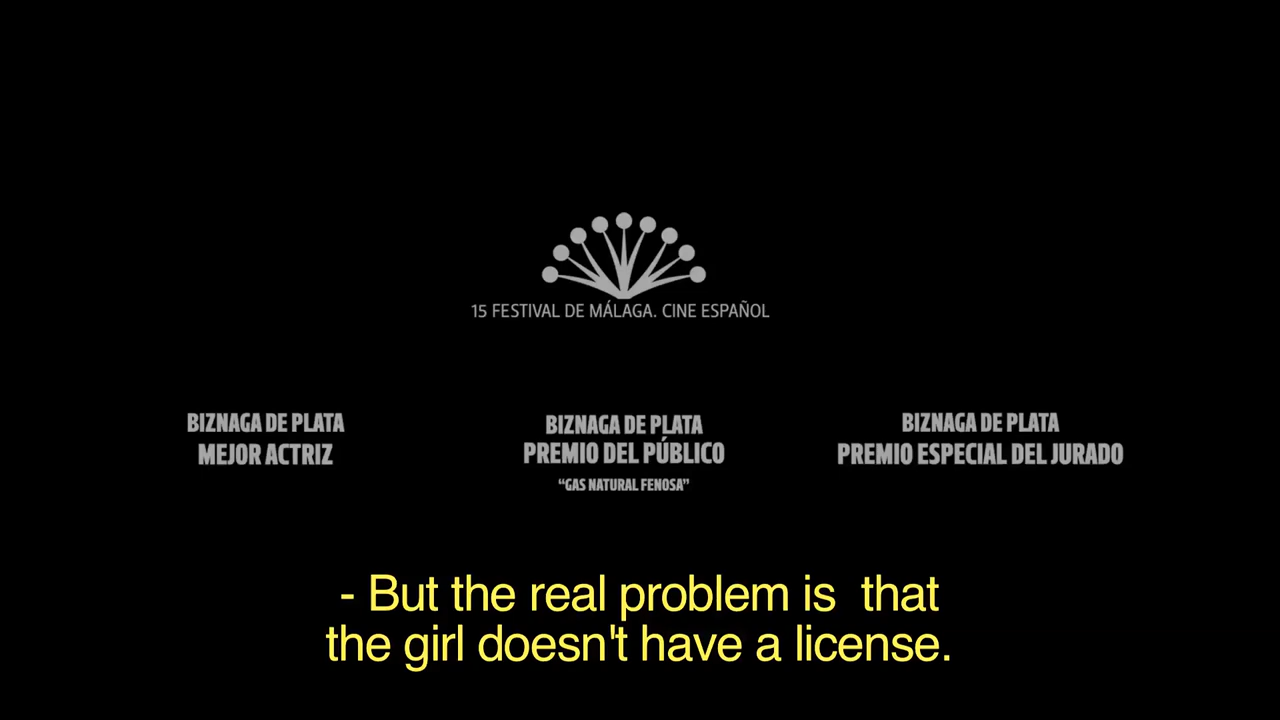 15 FESTIVAL DE MÁLAGA. CINE ESPAÑOL
BIZNAGA DE PLATA
MEJOR ACTRIZ
BIZNAGA DE PLATA
PREMIO DEL PÚBLICO
“GAS NATURAL FENOSA”
BIZNAGA DE PLATA
PREMIO ESPECIAL DEL JURADO
- But the real problem is  that
the girl doesn't have a license.